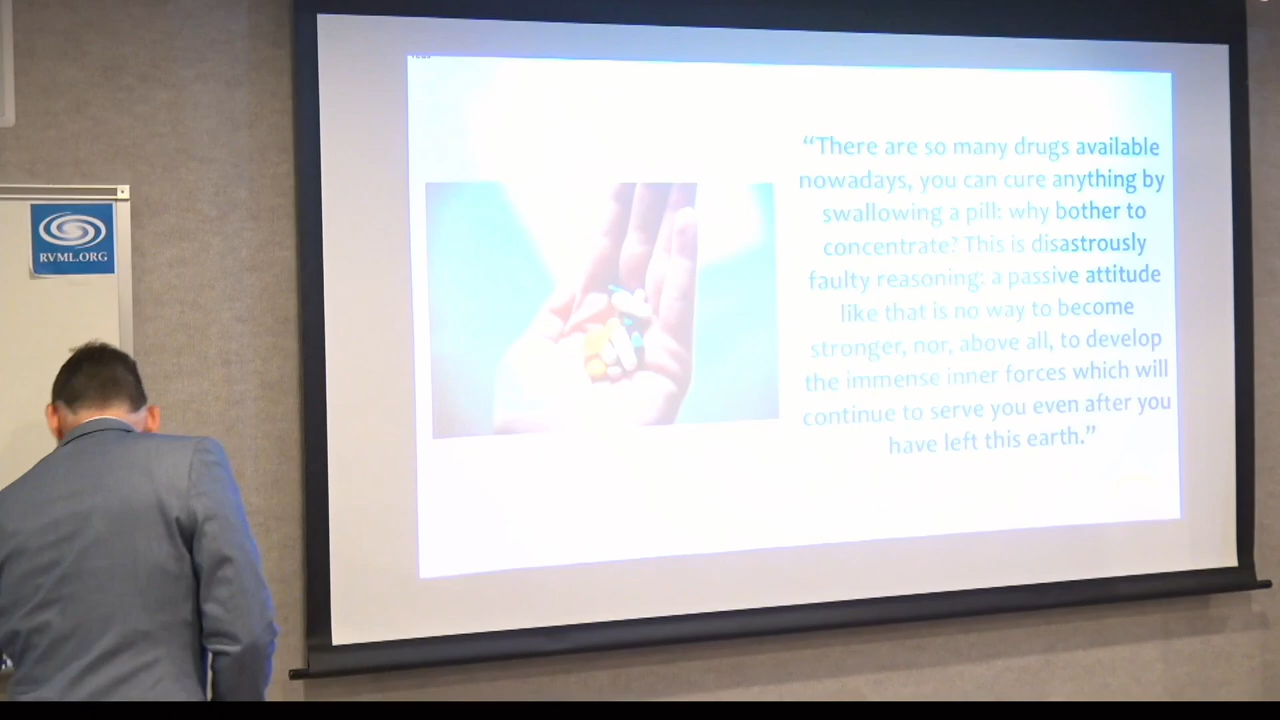 RVML.ORG
“There are so many drugs available
nowadays, you can cure anything by
swallowing a pill: why bother to
concentrate? This is disastrously
faulty reasoning: a passive attitude
like that is no way to become
stronger, nor, above all, to develop
the immense inner forces which will
continue to serve you even after you
have left this earth.”